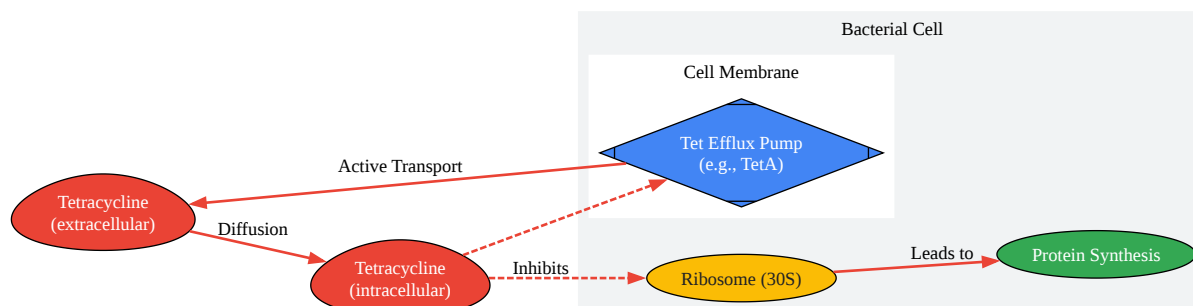 Bacterial Cell
Cell Membrane
Tet Efflux Pump
(e.g., TetA)
Active Transport
Tetracycline
(extracellular)
Diffusion
Tetracycline
(intracellular)
Inhibits
Ribosome (30S)
Leads to
Protein Synthesis